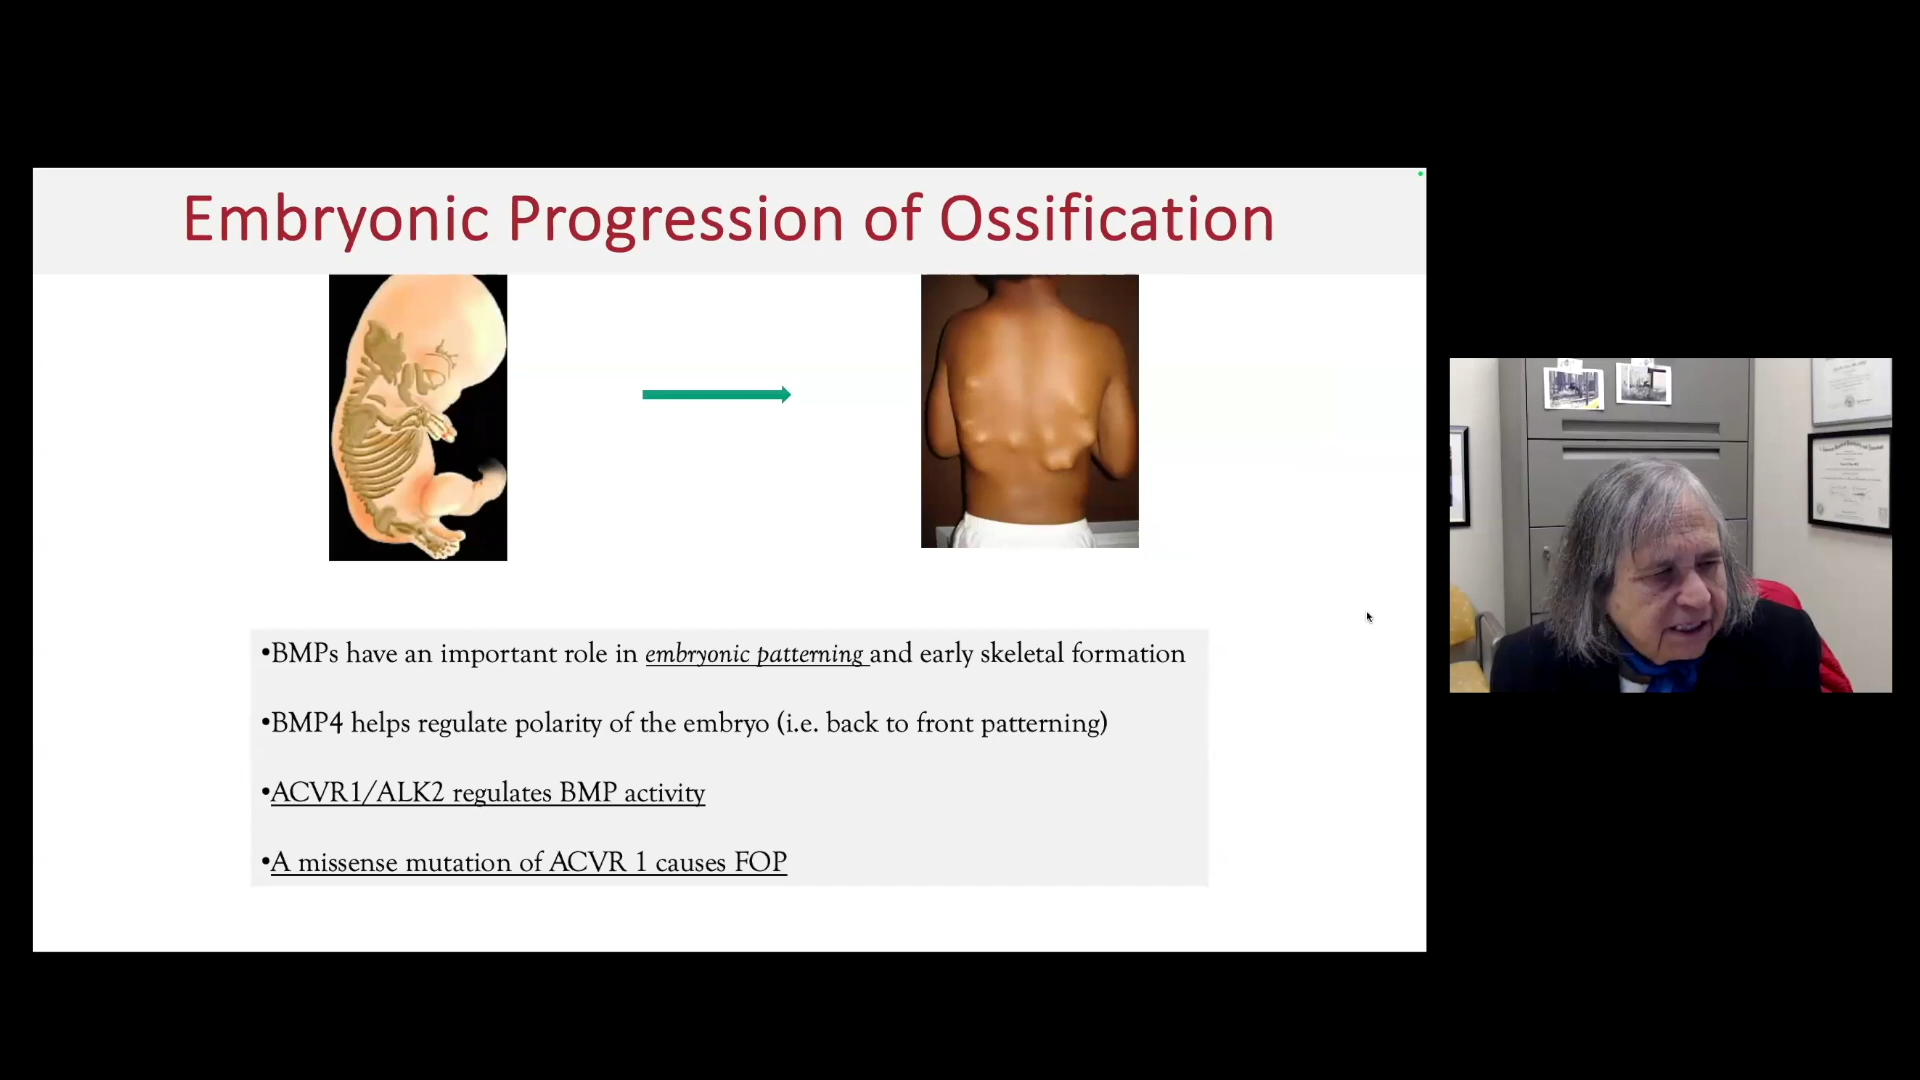 Embryonic Progression of Ossification
•BMPs have an important role in embryonic patterning and early skeletal formation
•BMP4 helps regulate polarity of the embryo (i.e. back to front patterning)
•ACVR1/ALK2 regulates BMP activity
•A missense mutation of ACVR 1 causes FOP